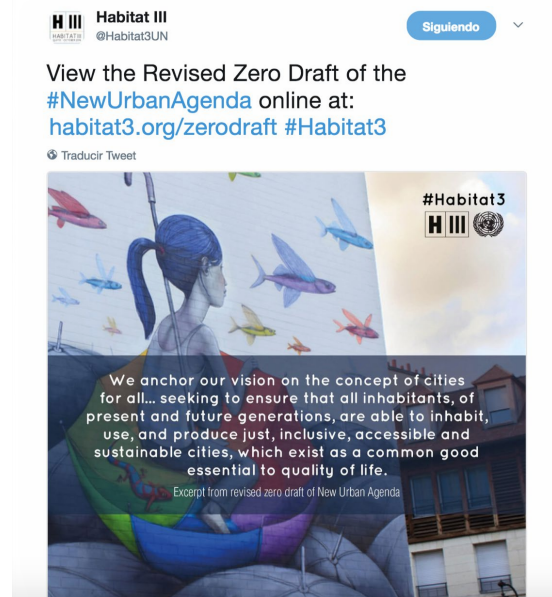 H III
HABITAT III
Habitat III
@Habitat3UN
Siguiendo
View the Revised Zero Draft of the
#NewUrbanAgenda online at:
habitat3.org/zerodraft #Habitat3
Traducir Tweet
#Habitat3
H III
We anchor our vision on the concept of cities
for all... seeking to ensure that all inhabitants, of
present and future generations, are able to inhabit,
use, and produce just, inclusive, accessible and
sustainable cities, which exist as a common good
essential to quality of life.
Excerpt from revised zero draft of New Urban Agenda